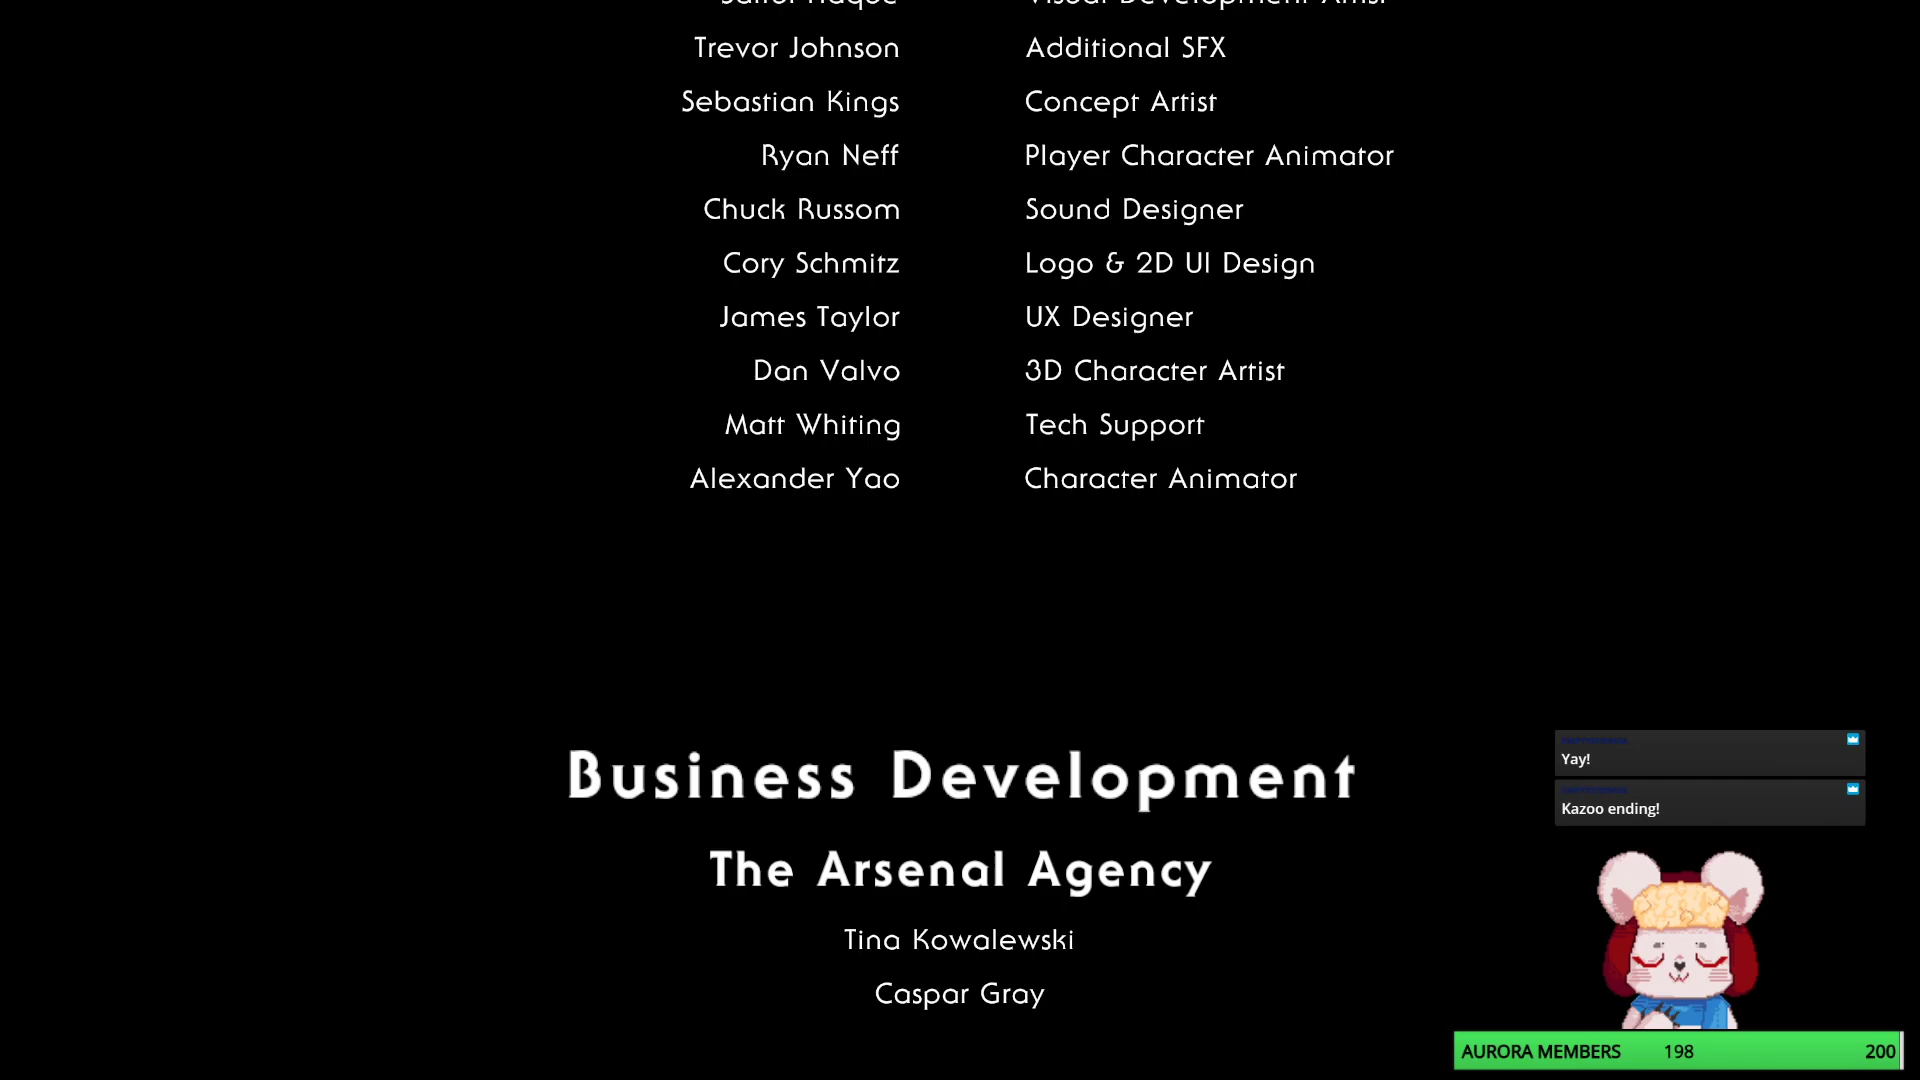 Trevor Johnson Additional SFX
Sebastian Kings Concept Artist
Ryan Neff Player Character Animator
Chuck Russom Sound Designer
Cory Schmitz Logo & 2D UI Design
James Taylor UX Designer
Dan Valvo 3D Character Artist
Matt Whiting Tech Support
Alexander Yao Character Animator
Business Development
The Arsenal Agency
Tina Kowalewski
Caspar Gray
Yay!
Kazoo ending!
AURORA MEMBERS 198 200